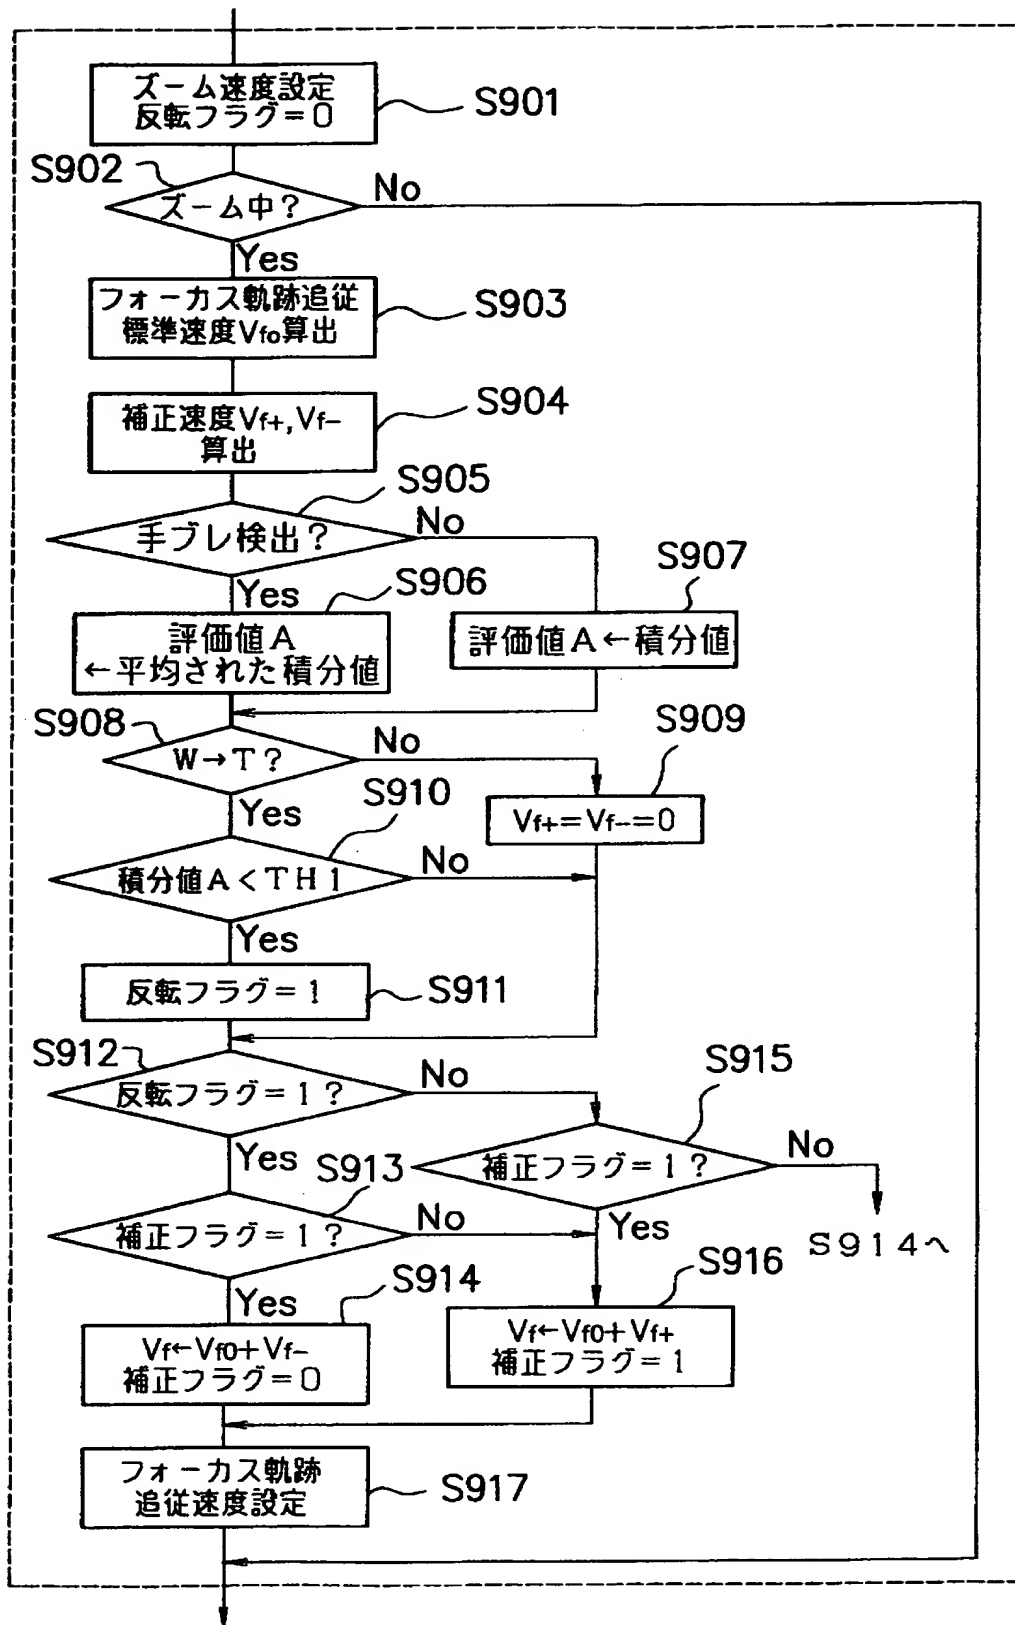 ズーム速度設定
反転フラグ=0
S901
S902
ズーム中?
No
Yes
フォーカス軌跡追従
標準速度Vfo算出
S903
補正速度Vf+,Vf−
算出
S904
S905
手ブレ検出?
No
Yes
S906
評価値A
←平均された積分値
S907
評価値A←積分値
S908
W→T?
No
Yes
S909
Vf+=Vf−=0
S910
積分値A<TH1
No
Yes
反転フラグ=1
S911
S912
反転フラグ=1?
No
Yes
S915
補正フラグ=1?
No
Yes
S914へ
S913
補正フラグ=1?
No
Yes
S914
Vf←Vf0+Vf−
補正フラグ=0
S916
Vf←Vf0+Vf+
補正フラグ=1
フォーカス軌跡
追従速度設定
S917